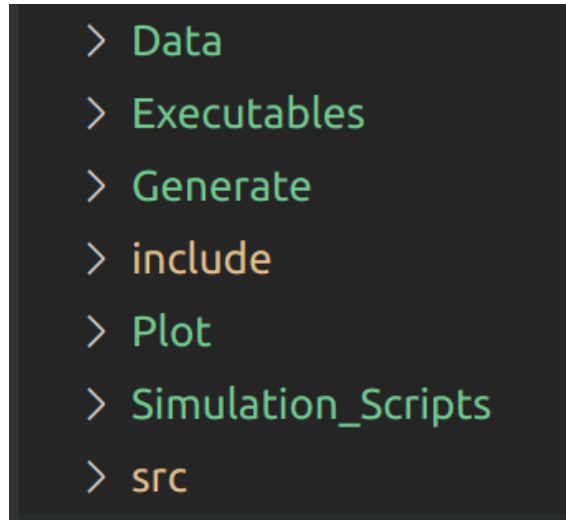 Data
Executables
Generate
include
Plot
Simulation_Scripts
src